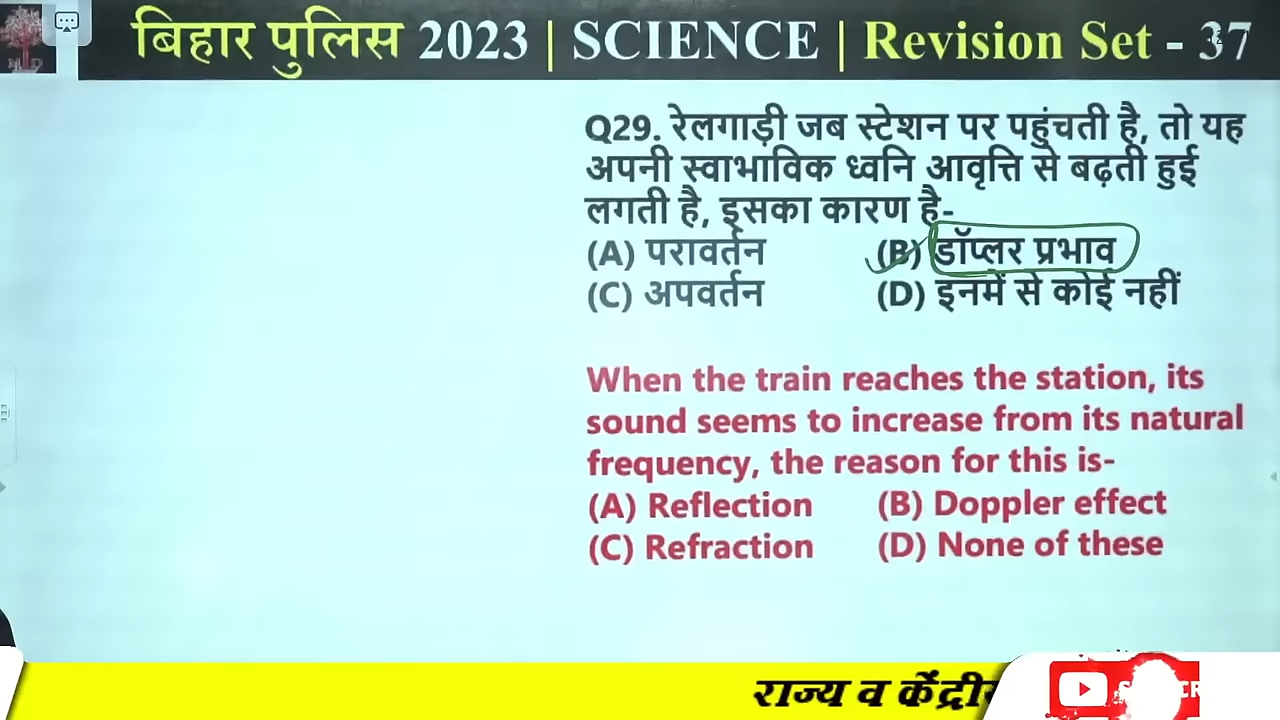 बिहार पुलिस 2023 | SCIENCE | Revision Set - 37
Q29. रेलगाड़ी जब स्टेशन पर पहुंचती है, तो यह
अपनी स्वाभाविक ध्वनि आवृत्ति से बढ़ती हुई
लगती है, इसका कारण है-
(A) परावर्तन (B) डॉप्लर प्रभाव
(C) अपवर्तन (D) इनमें से कोई नहीं
When the train reaches the station, its
sound seems to increase from its natural
frequency, the reason for this is-
(A) Reflection (B) Doppler effect
(C) Refraction (D) None of these
राज्य व